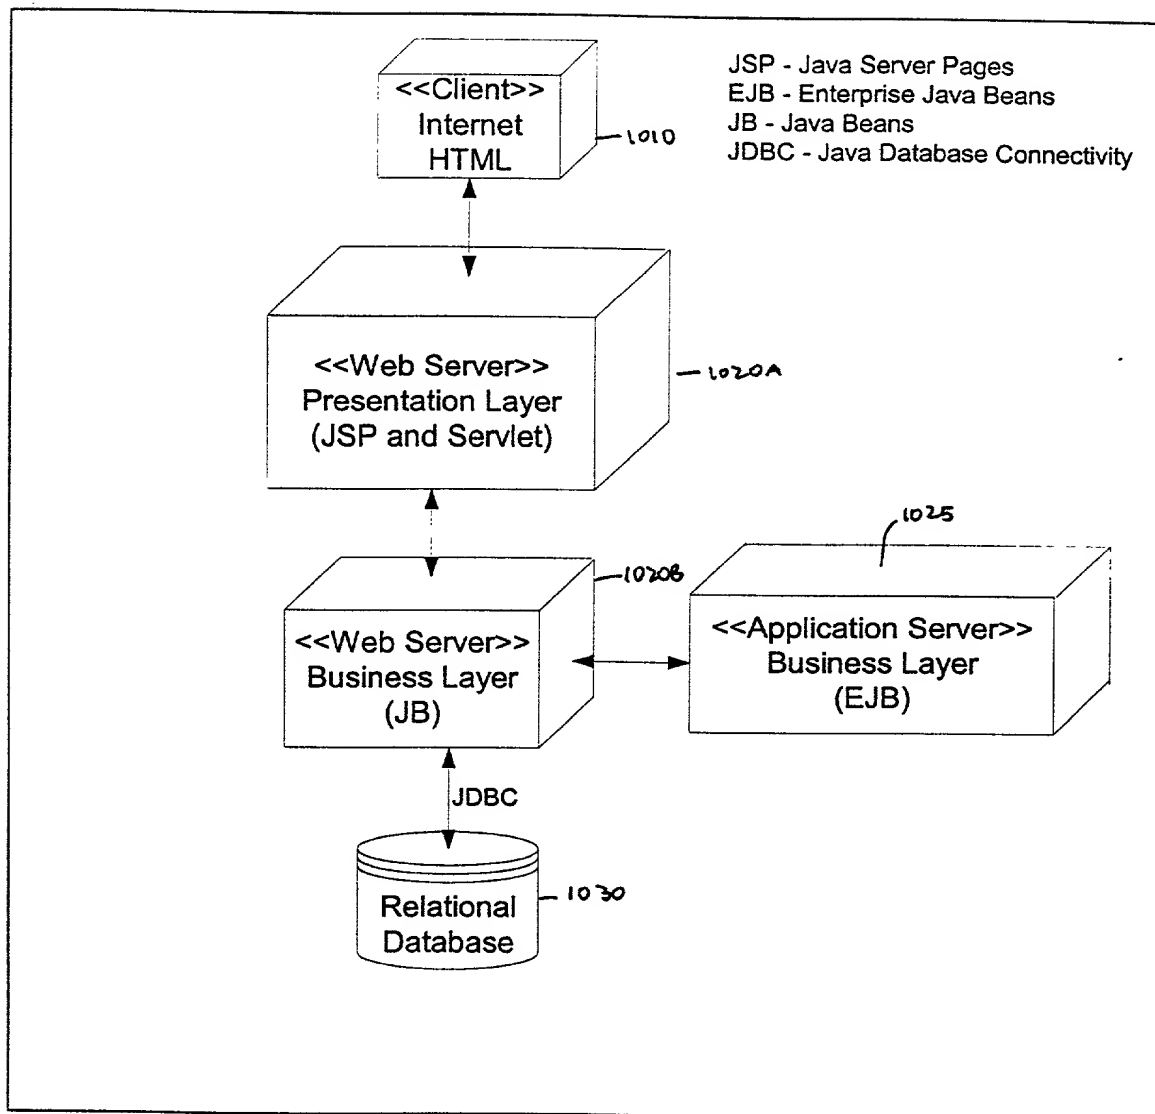 <<Client>>
Internet
HTML
1010
JSP - Java Server Pages
EJB - Enterprise Java Beans
JB - Java Beans
JDBC - Java Database Connectivity
<<Web Server>>
Presentation Layer
(JSP and Servlet)
1020A
<<Web Server>>
Business Layer
(JB)
1020B
1025
<<Application Server>>
Business Layer
(EJB)
JDBC
Relational
Database
1030